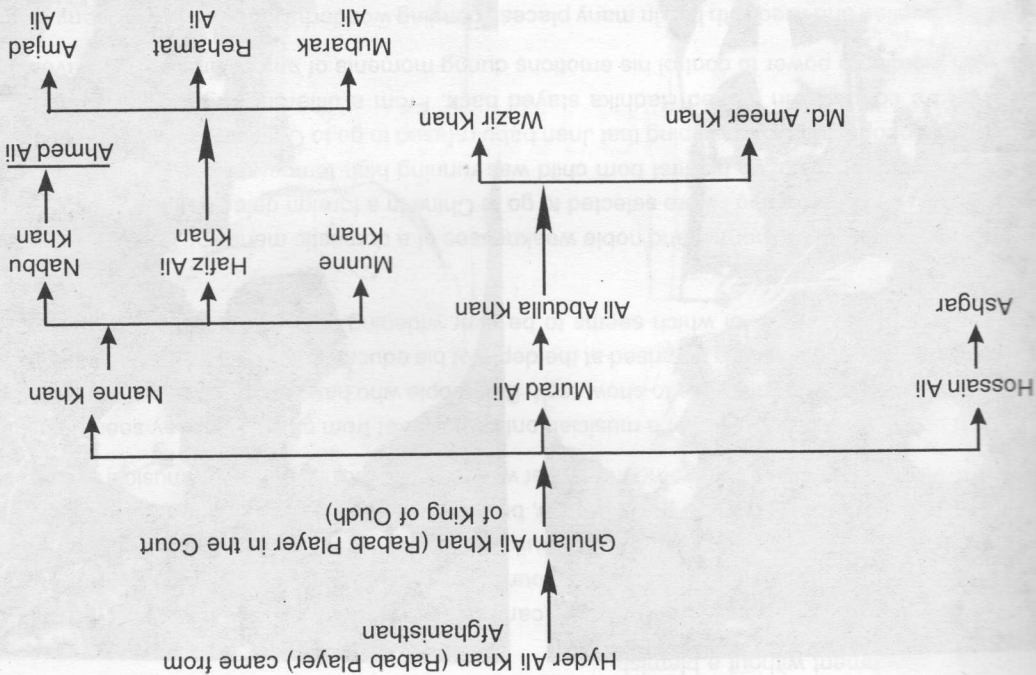 Hyder Ali Khan (Rabab Player) came from
Afghanisthan
Ghulam Ali Khan (Rabab Player in the Court
of King of Oudh)
Hossain Ali
Murad Ali
Nanne Khan
Ashgar
Ali Abdulla Khan
Munne
Khan
Hafiz Ali
Khan
Nabbu
Khan
Md. Ameer Khan
Wazir Khan
Ahmed Ali
Mubarak
Ali
Rehamat
Ali
Amjad
Ali